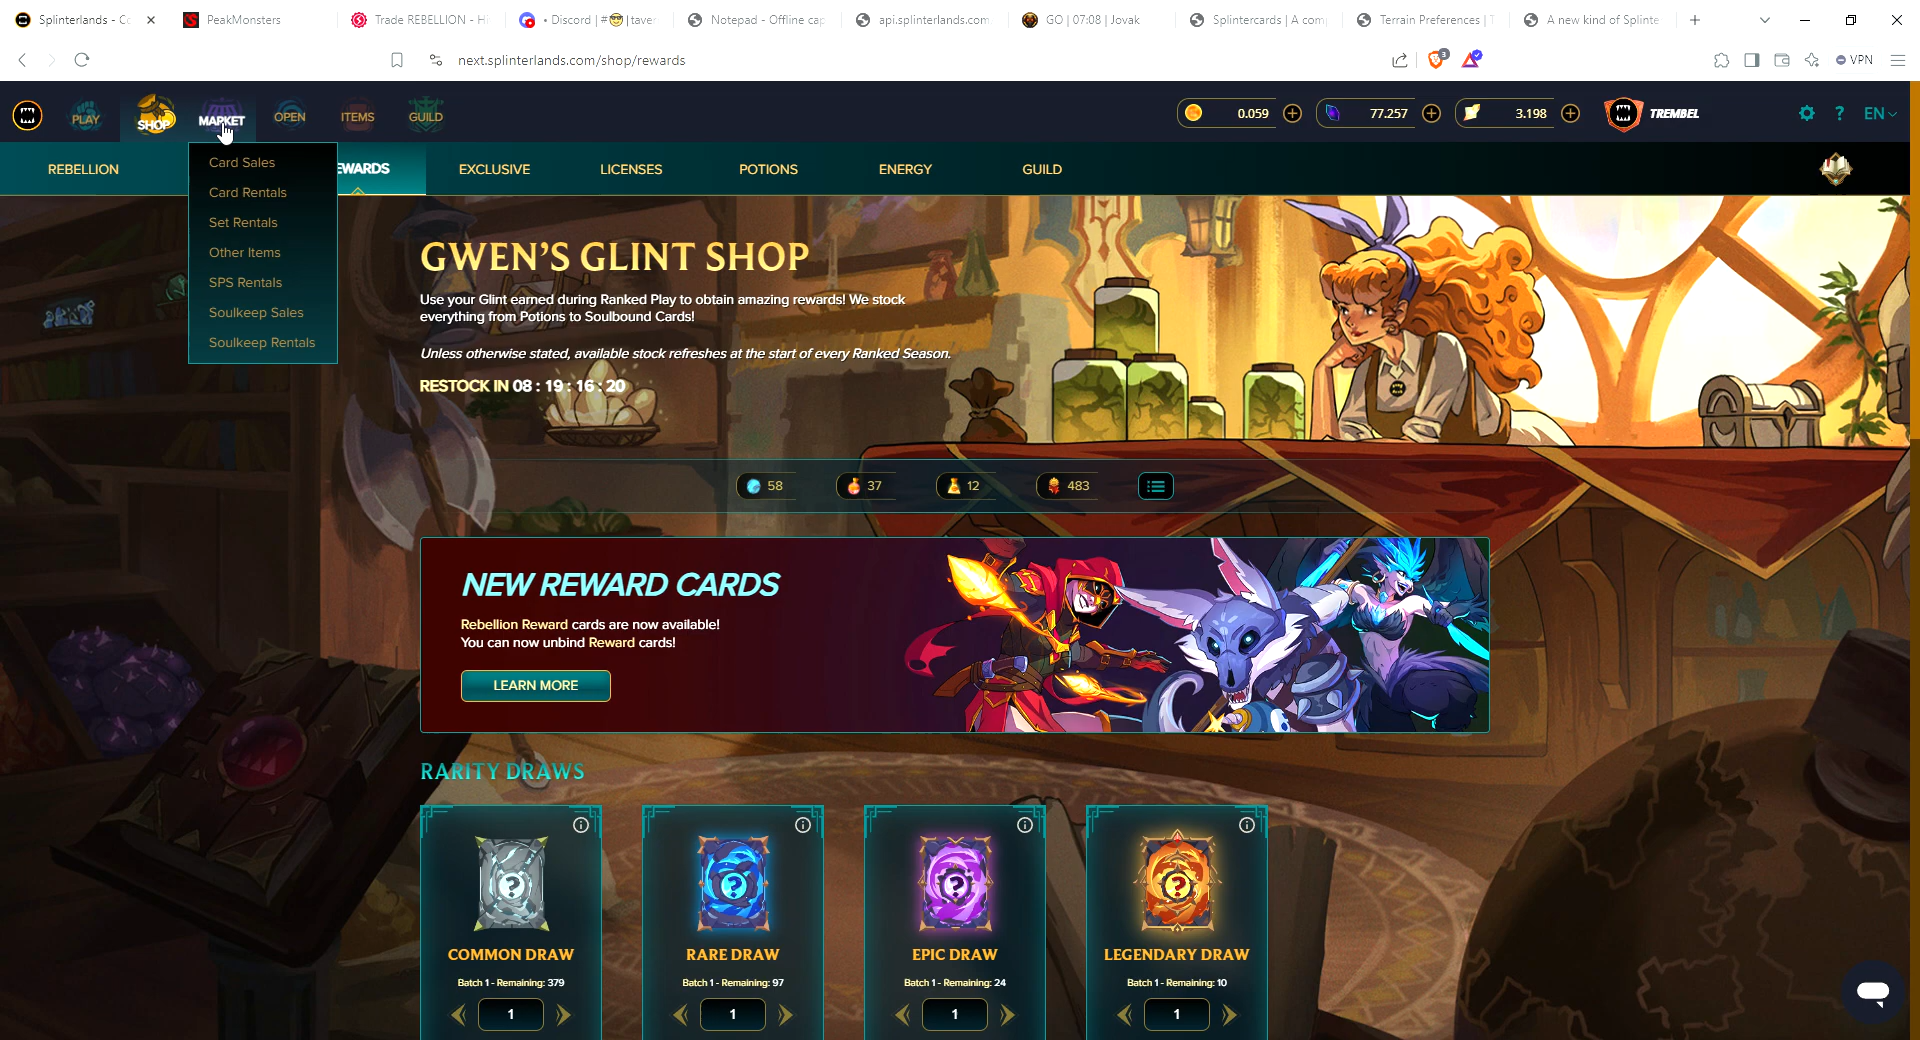 Splinterlands - Co
PeakMonsters
Trade REBELLION - Hi
• Discord | #😎|taver
Notepad - Offline cap
api.splinterlands.com
GO | 07:08 | Jovak
Splintercards | A comp
Terrain Preferences | T
A new kind of Splinte
next.splinterlands.com/shop/rewards
3
VPN
PLAY
SHOP
MARKET
OPEN
ITEMS
GUILD
0.059
77.257
3.198
TREMBEL
?
EN
REBELLION
EWARDS
EXCLUSIVE
LICENSES
POTIONS
ENERGY
GUILD
Card Sales
Card Rentals
Set Rentals
Other Items
SPS Rentals
Soulkeep Sales
Soulkeep Rentals
GWEN'S GLINT SHOP
Use your Glint earned during Ranked Play to obtain amazing rewards! We stock
everything from Potions to Soulbound Cards!
Unless otherwise stated, available stock refreshes at the start of every Ranked Season.
RESTOCK IN 08 : 19 : 16 : 20
58
37
12
483
NEW REWARD CARDS
Rebellion Reward cards are now available!
You can now unbind Reward cards!
LEARN MORE
RARITY DRAWS
?
?
?
?
COMMON DRAW
RARE DRAW
EPIC DRAW
LEGENDARY DRAW
Batch 1 - Remaining: 379
Batch 1 - Remaining: 97
Batch 1 - Remaining: 24
Batch 1 - Remaining: 10
1
1
1
1